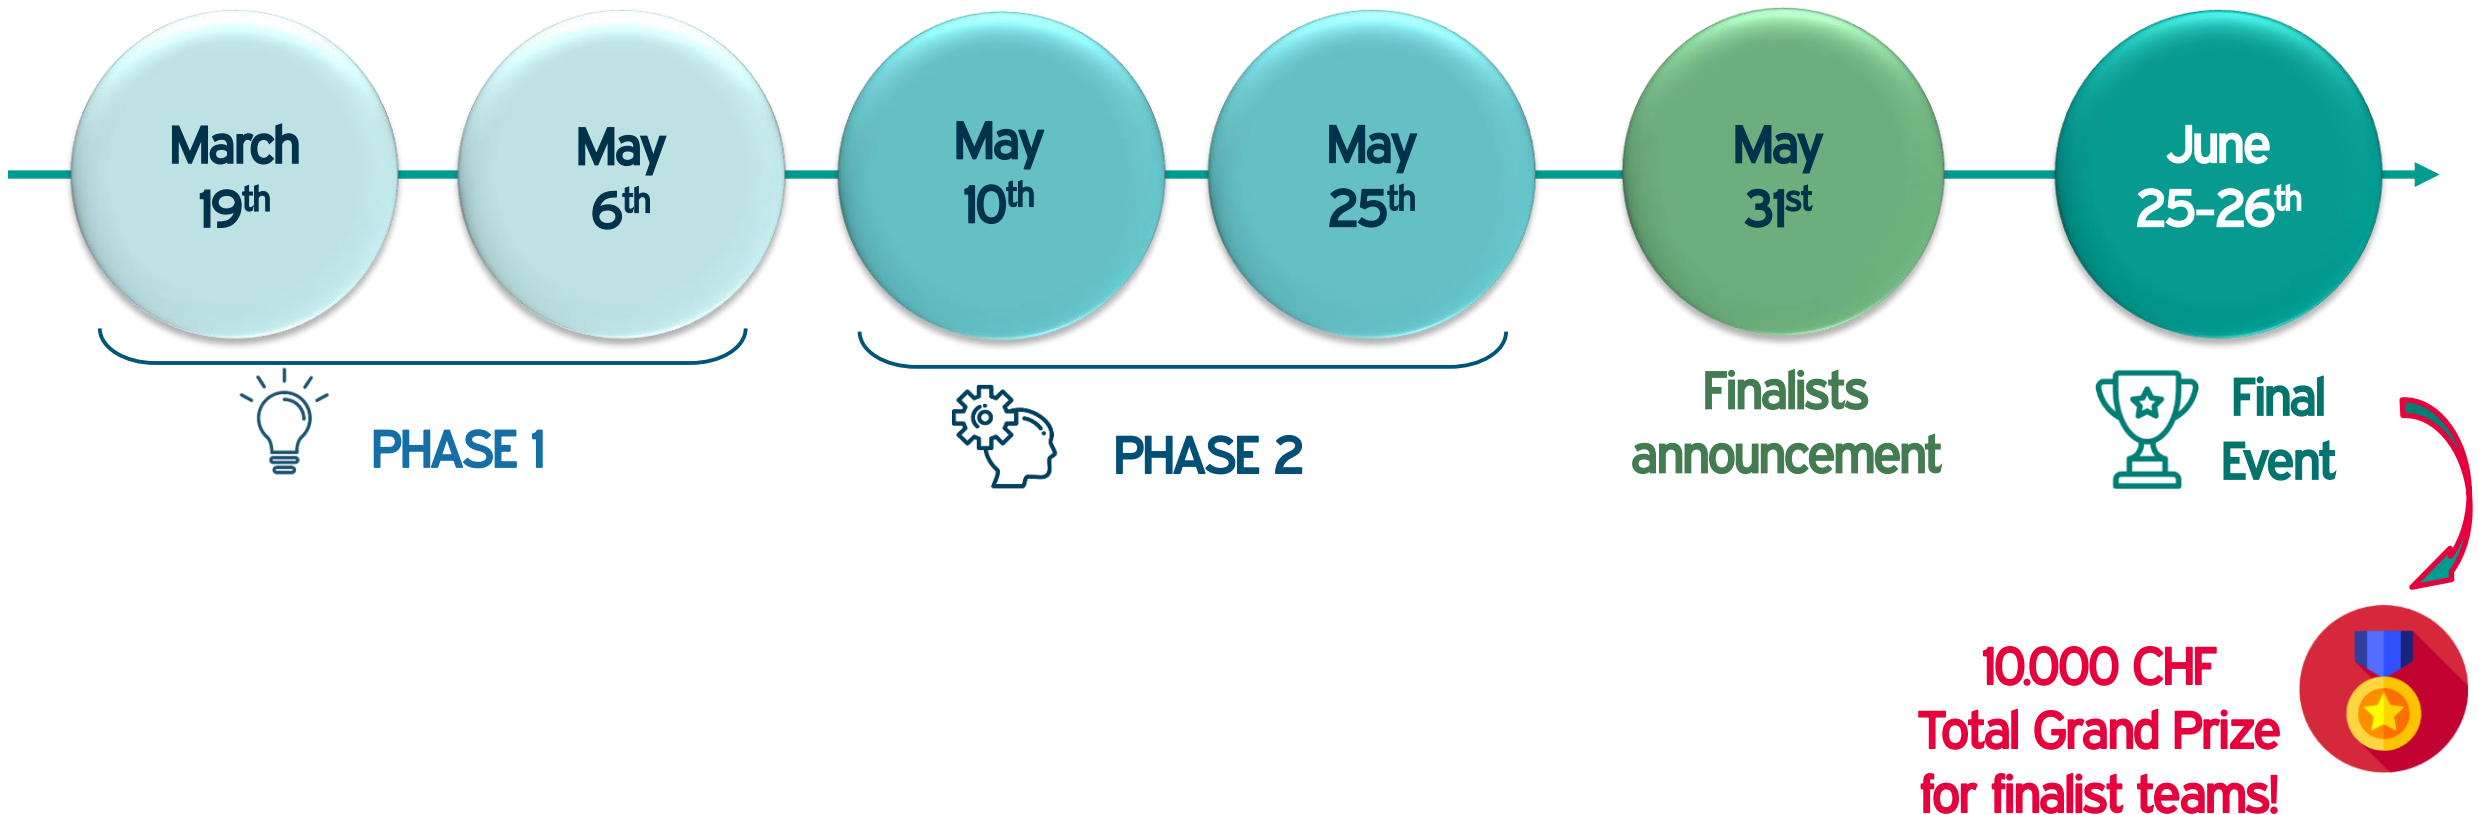 March
19th
May
6th
May
10th
May
25th
May
31st
June
25-26th
PHASE 1
PHASE 2
Finalists
announcement
Final
Event
10.000 CHF
Total Grand Prize
for finalist teams!